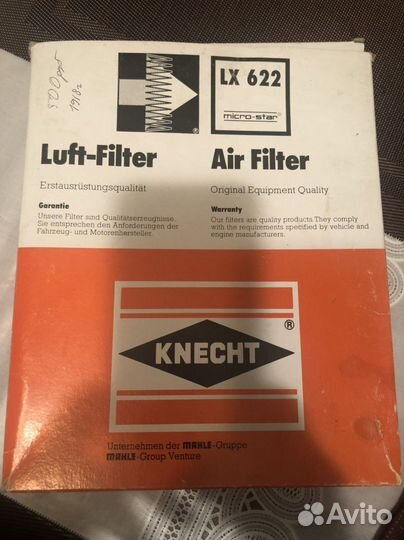 LX 622
micro-star®
®
Luft-Filter
Erstausrüstungsqualität
Garantie
Unsere Filter sind Qualitätserzeugnisse.
Sie entsprechen den Anforderungen der
Fahrzeug- und Motorenhersteller.
Air Filter
Original Equipment Quality
Warranty
Our filters are quality products. They comply
with the requirements specified by vehicle and
engine manufacturers.
KNECHT
®
Unternehmen der MAHLE-Gruppe
MAHLE-Group Venture
Avito